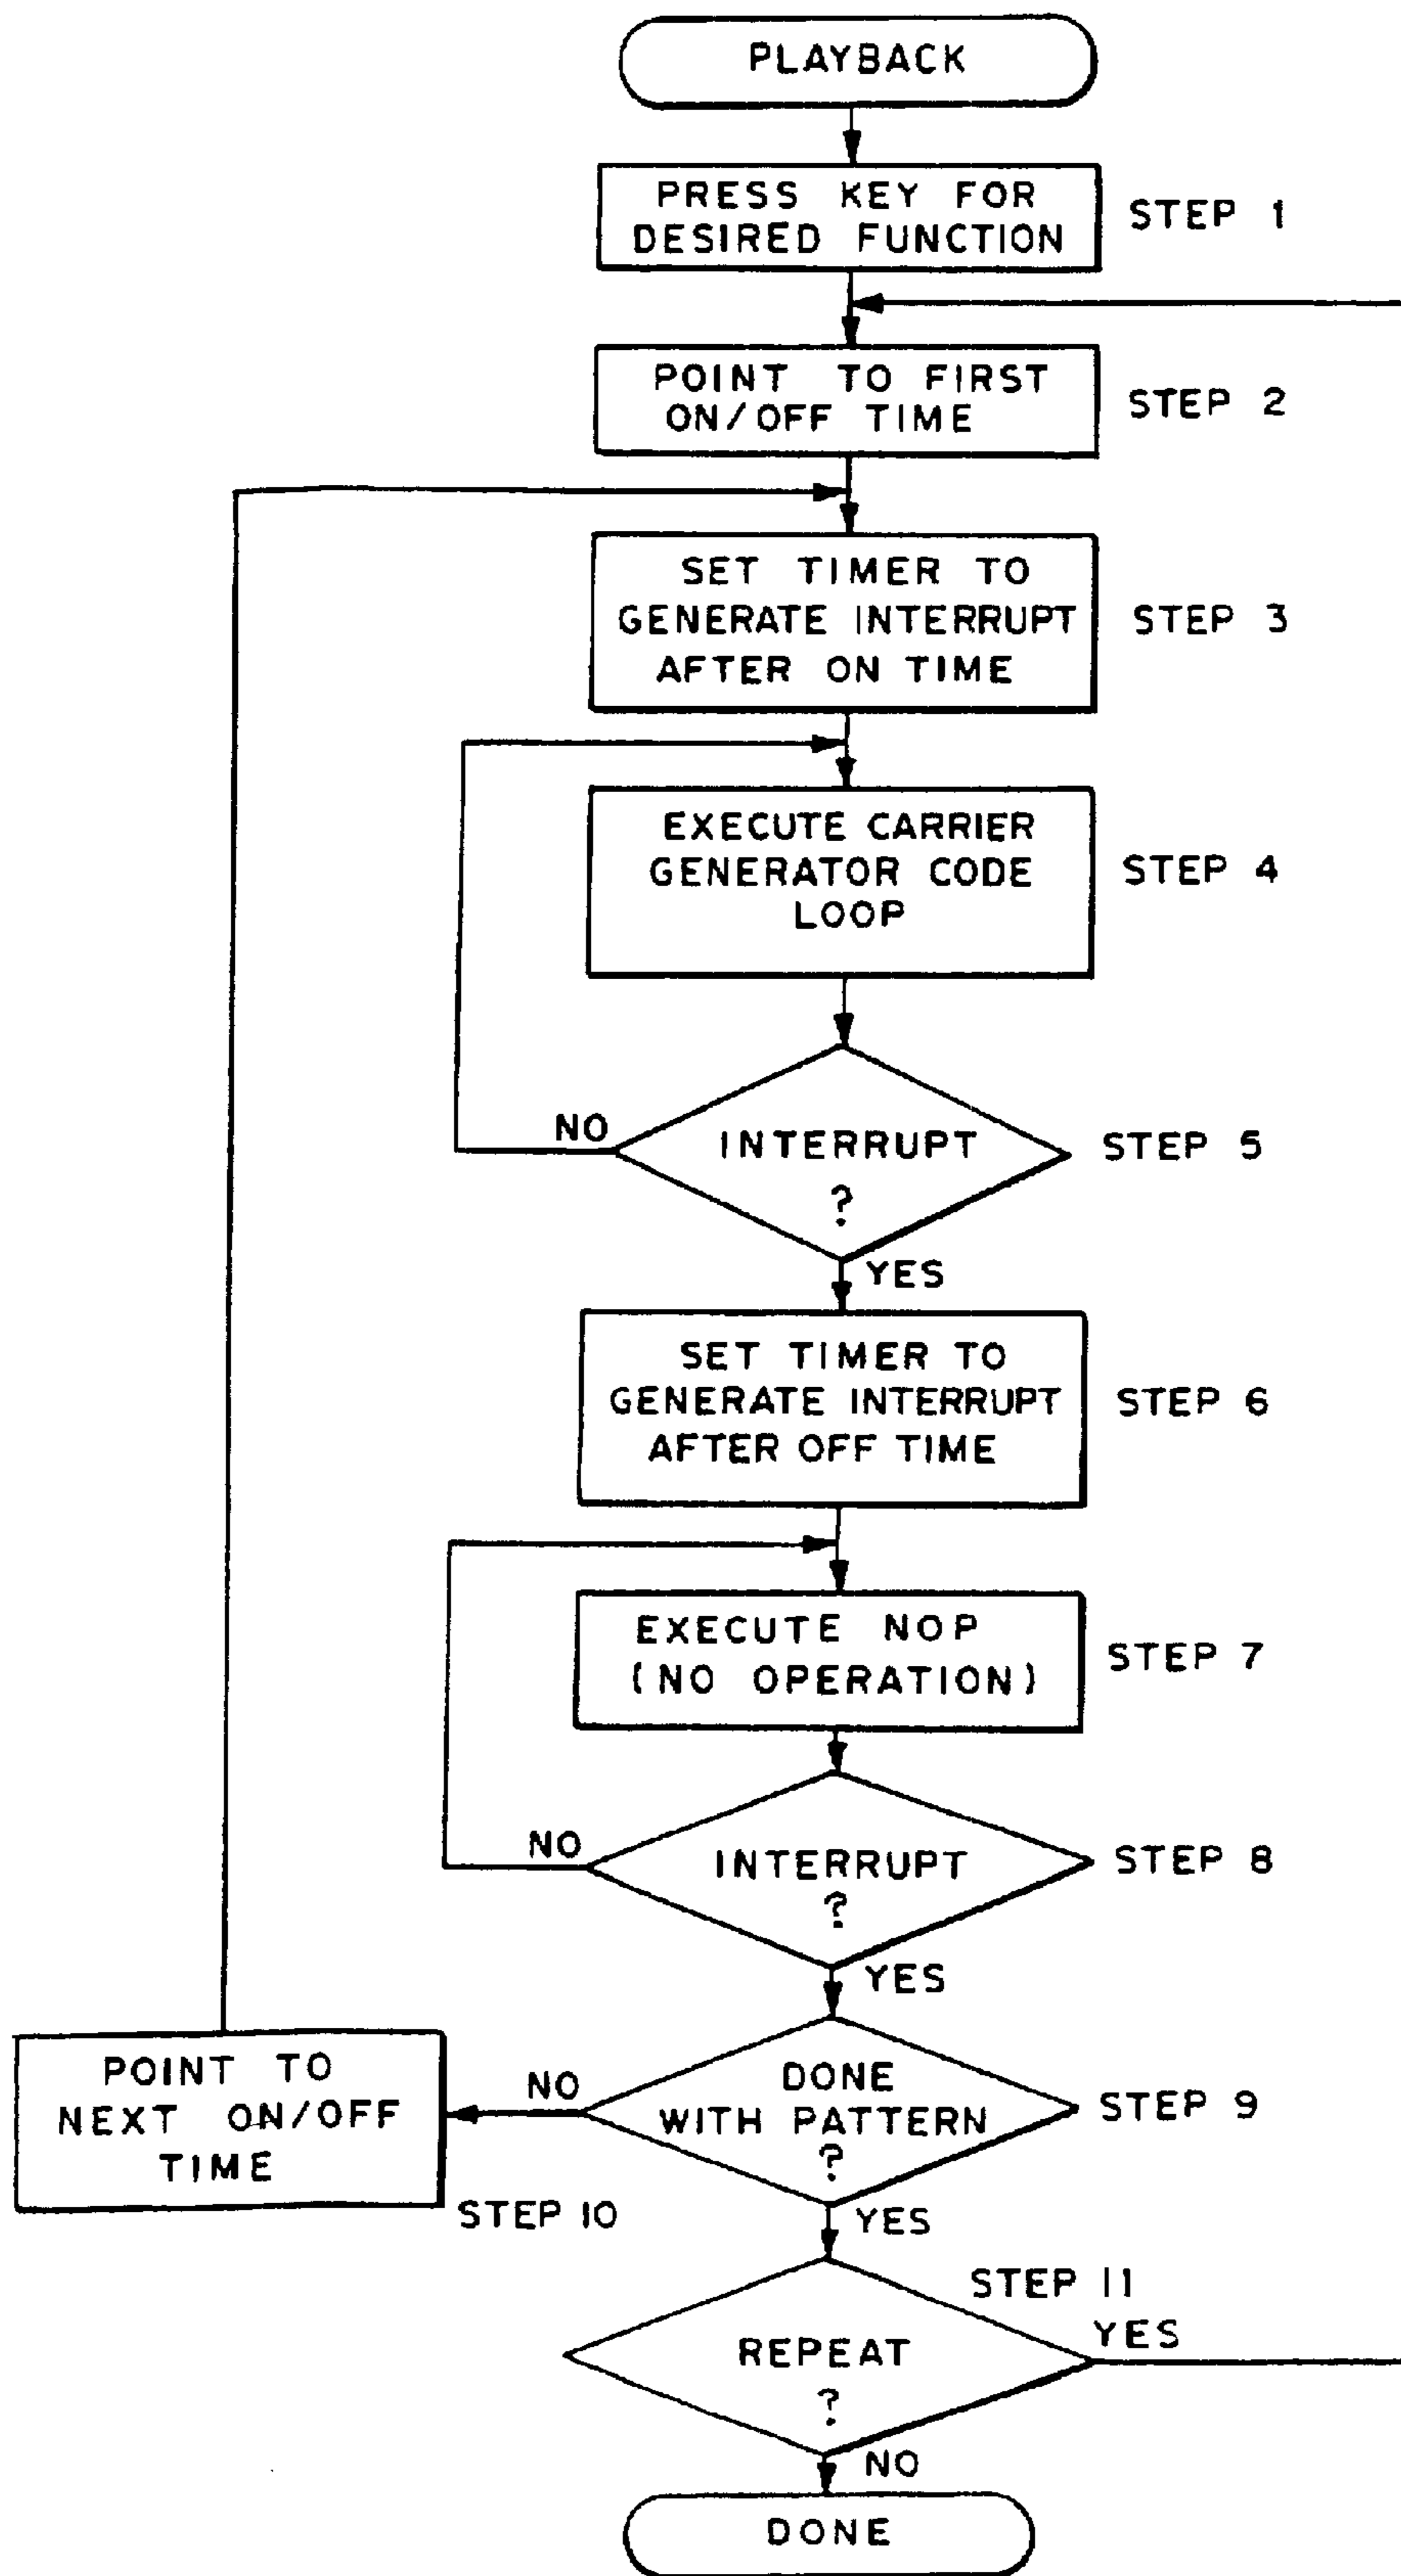 PLAYBACK
PRESS KEY FOR
DESIRED FUNCTION
STEP 1
POINT TO FIRST
ON/OFF TIME
STEP 2
SET TIMER TO
GENERATE INTERRUPT
AFTER ON TIME
STEP 3
EXECUTE CARRIER
GENERATOR CODE
LOOP
STEP 4
NO
INTERRUPT
?
STEP 5
YES
SET TIMER TO
GENERATE INTERRUPT
AFTER OFF TIME
STEP 6
EXECUTE NOP
(NO OPERATION)
STEP 7
NO
INTERRUPT
?
STEP 8
YES
DONE
WITH PATTERN
?
STEP 9
NO
POINT TO
NEXT ON/OFF
TIME
STEP 10
YES
STEP 11
REPEAT
?
YES
NO
DONE